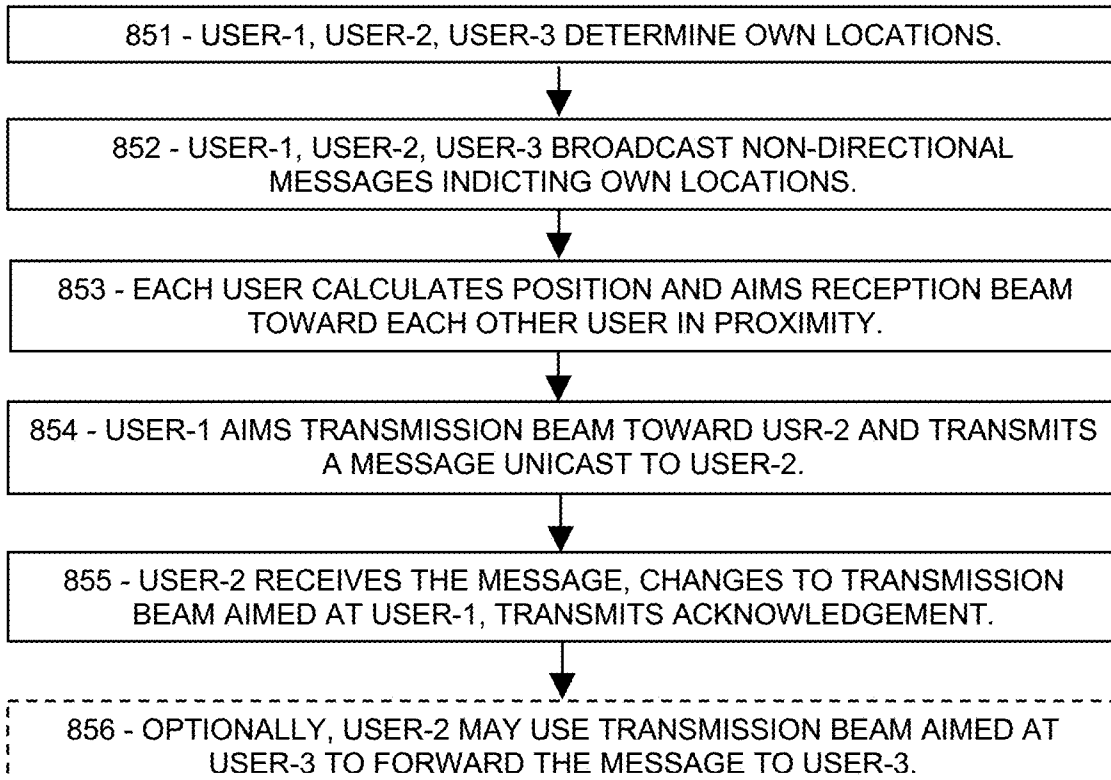 851 - USER-1, USER-2, USER-3 DETERMINE OWN LOCATIONS.
852 - USER-1, USER-2, USER-3 BROADCAST NON-DIRECTIONAL
MESSAGES INDICTING OWN LOCATIONS.
853 - EACH USER CALCULATES POSITION AND AIMS RECEPTION BEAM
TOWARD EACH OTHER USER IN PROXIMITY.
854 - USER-1 AIMS TRANSMISSION BEAM TOWARD USR-2 AND TRANSMITS
A MESSAGE UNICAST TO USER-2.
855 - USER-2 RECEIVES THE MESSAGE, CHANGES TO TRANSMISSION
BEAM AIMED AT USER-1, TRANSMITS ACKNOWLEDGEMENT.
856 - OPTIONALLY, USER-2 MAY USE TRANSMISSION BEAM AIMED AT
USER-3 TO FORWARD THE MESSAGE TO USER-3.